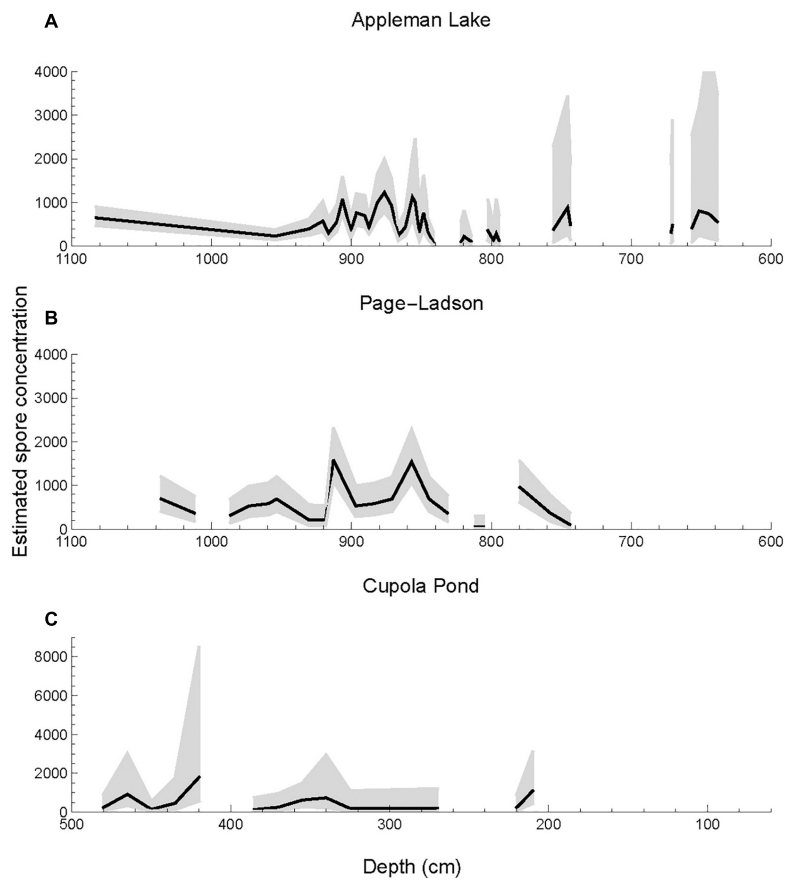 A
Appleman Lake
4000
3000
2000
1000
0
1100 1000 900 800 700 600
B
Page–Ladson
Estimated spore concentration
4000
3000
2000
1000
0
1100 1000 900 800 700 600
C
Cupola Pond
8000
6000
4000
2000
0
500 400 300 200 100
Depth (cm)